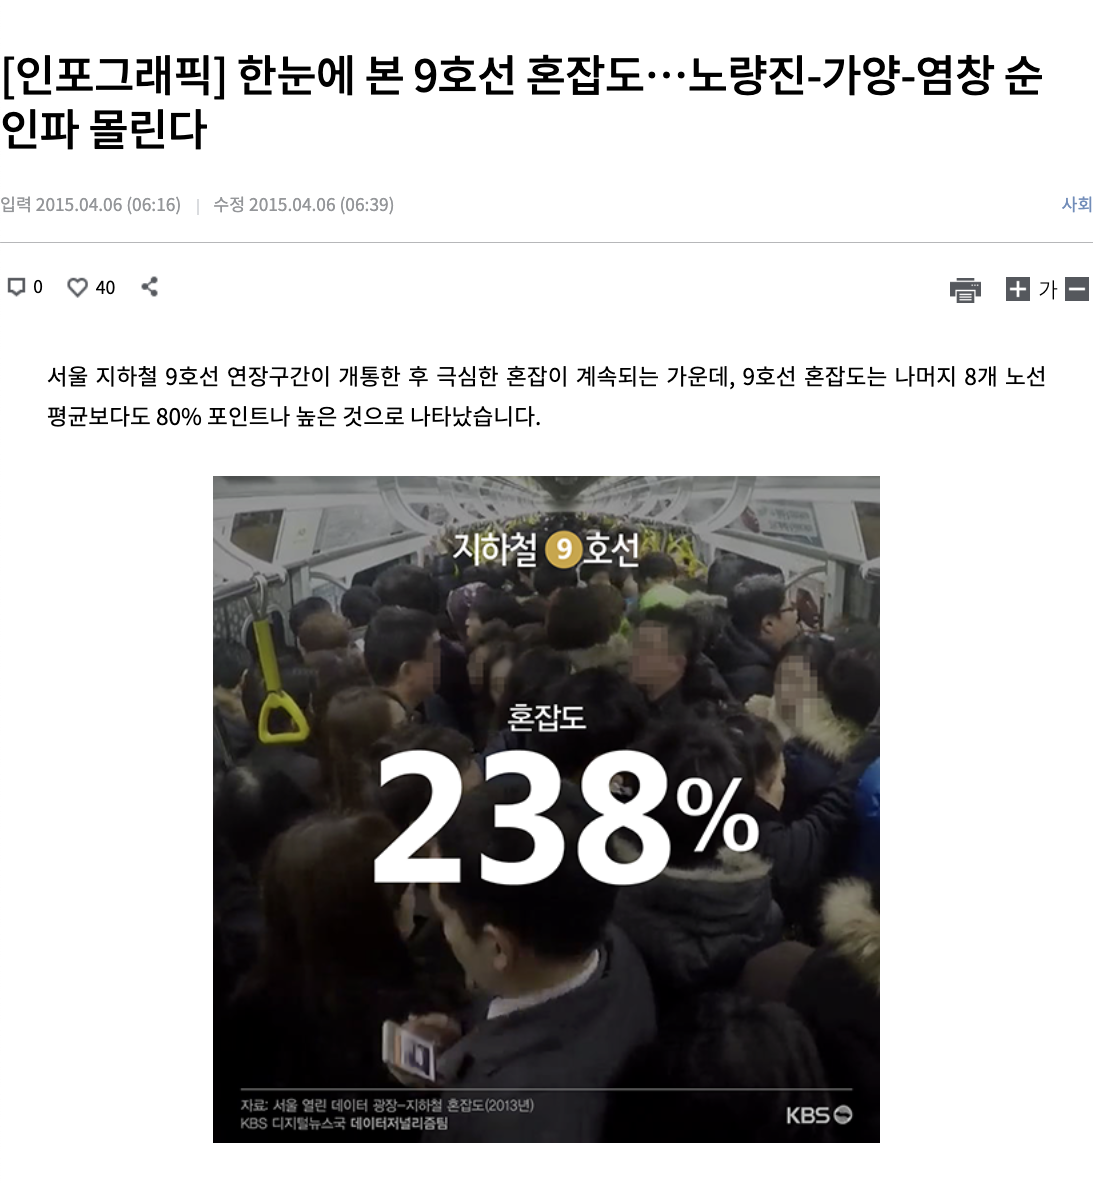 [인포그래픽] 한눈에 본 9호선 혼잡도…노량진-가양-염창 순
인파 몰린다
입력 2015.04.06 (06:16) | 수정 2015.04.06 (06:39)
사회
0 40
가
서울 지하철 9호선 연장구간이 개통한 후 극심한 혼잡이 계속되는 가운데, 9호선 혼잡도는 나머지 8개 노선
평균보다도 80% 포인트나 높은 것으로 나타났습니다.
지하철 9 호선
혼잡도
238%
자료: 서울 열린 데이터 광장-지하철 혼잡도(2013년)
KBS 디지털뉴스국 데이터저널리즘팀
KBS